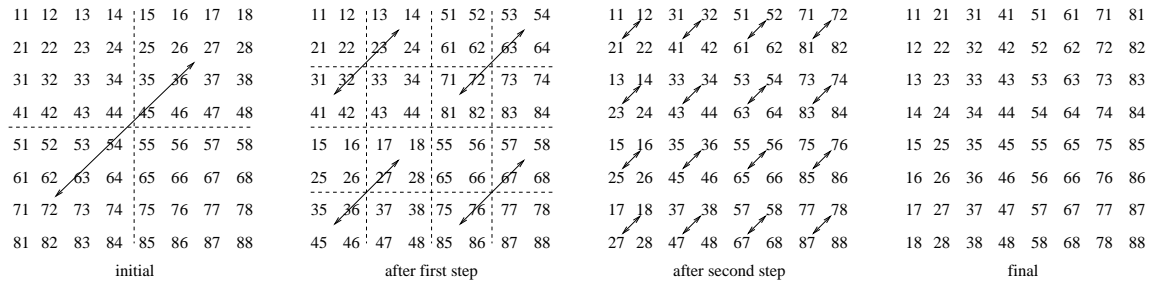 11 12 13 14 15 16 17 18 11 12 13 14 51 52 53 54 11 12 31 32 51 52 71 72 11 21 31 41 51 61 71 81
21 22 23 24 25 26 27 28 21 22 23 24 61 62 63 64 21 22 41 42 61 62 81 82 12 22 32 42 52 62 72 82
31 32 33 34 35 36 37 38 31 32 33 34 71 72 73 74 13 14 33 34 53 54 73 74 13 23 33 43 53 63 73 83
41 42 43 44 45 46 47 48 41 42 43 44 81 82 83 84 23 24 43 44 63 64 83 84 14 24 34 44 54 64 74 84
51 52 53 54 55 56 57 58 15 16 17 18 55 56 57 58 15 16 35 36 55 56 75 76 15 25 35 45 55 65 75 85
61 62 63 64 65 66 67 68 25 26 27 28 65 66 67 68 25 26 45 46 65 66 85 86 16 26 36 46 56 66 76 86
71 72 73 74 75 76 77 78 35 36 37 38 75 76 77 78 17 18 37 38 57 58 77 78 17 27 37 47 57 67 77 87
81 82 83 84 85 86 87 88 45 46 47 48 85 86 87 88 27 28 47 48 67 68 87 88 18 28 38 48 58 68 78 88
initial after first step after second step final